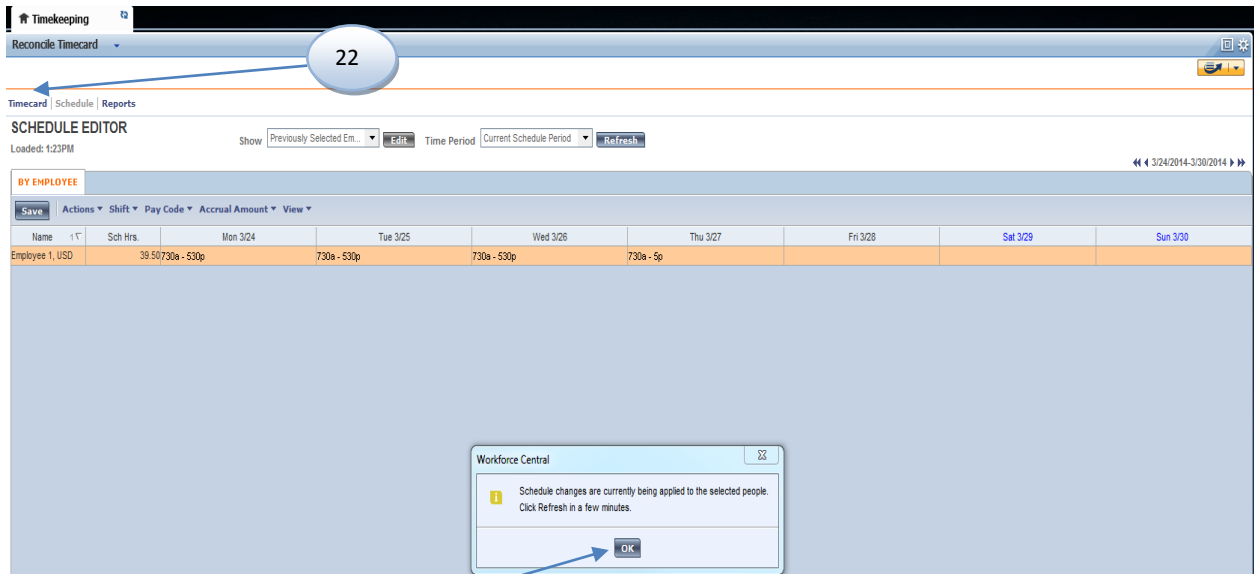 Timekeeping
Reconcile Timecard
22
Timecard | Schedule | Reports
SCHEDULE EDITOR
Loaded: 1:23PM
Show Previously Selected Em... Edit Time Period Current Schedule Period Refresh
3/24/2014-3/30/2014
BY EMPLOYEE
Save Actions Shift Pay Code Accrual Amount View
Name Sch Hrs. Mon 3/24 Tue 3/25 Wed 3/26 Thu 3/27 Fri 3/28 Sat 3/29 Sun 3/30
Employee 1, USD 39.50 730a - 530p 730a - 530p 730a - 530p 730a - 5p
Workforce Central
Schedule changes are currently being applied to the selected people.
Click Refresh in a few minutes.
OK